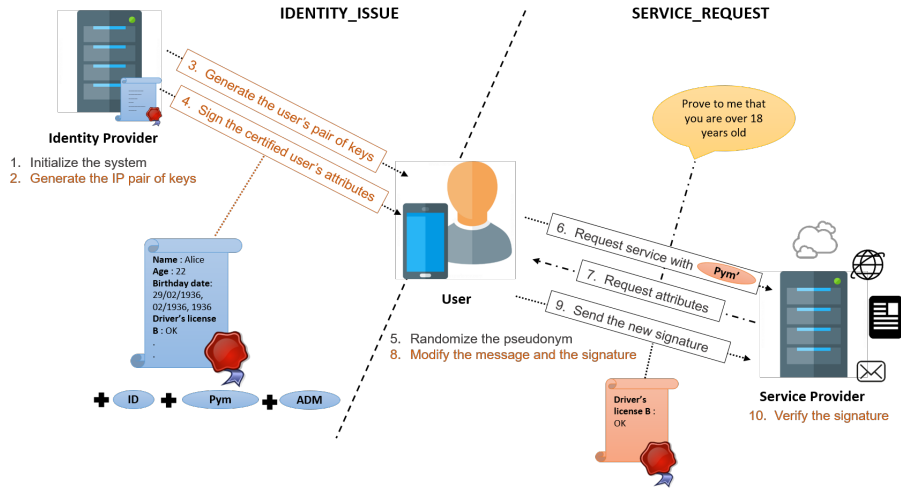 IDENTITY_ISSUE
SERVICE_REQUEST
3. Generate the user's pair of keys
4. Sign the certified user's attributes
Identity Provider
1. Initialize the system
2. Generate the IP pair of keys
Prove to me that
you are over 18
years old
Name : Alice
Age : 22
Birthday date:
29/02/1936,
02/1936, 1936
Driver's license
B : OK
.
.
ID
Pym
ADM
User
5. Randomize the pseudonym
8. Modify the message and the signature
6. Request service with Pym'
7. Request attributes
9. Send the new signature
Driver's
license B :
OK
Service Provider
10. Verify the signature